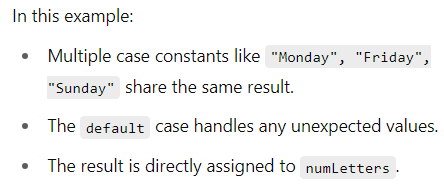 In this example:
Multiple case constants like "Monday", "Friday",
"Sunday" share the same result.
The default case handles any unexpected values.
The result is directly assigned to numLetters.